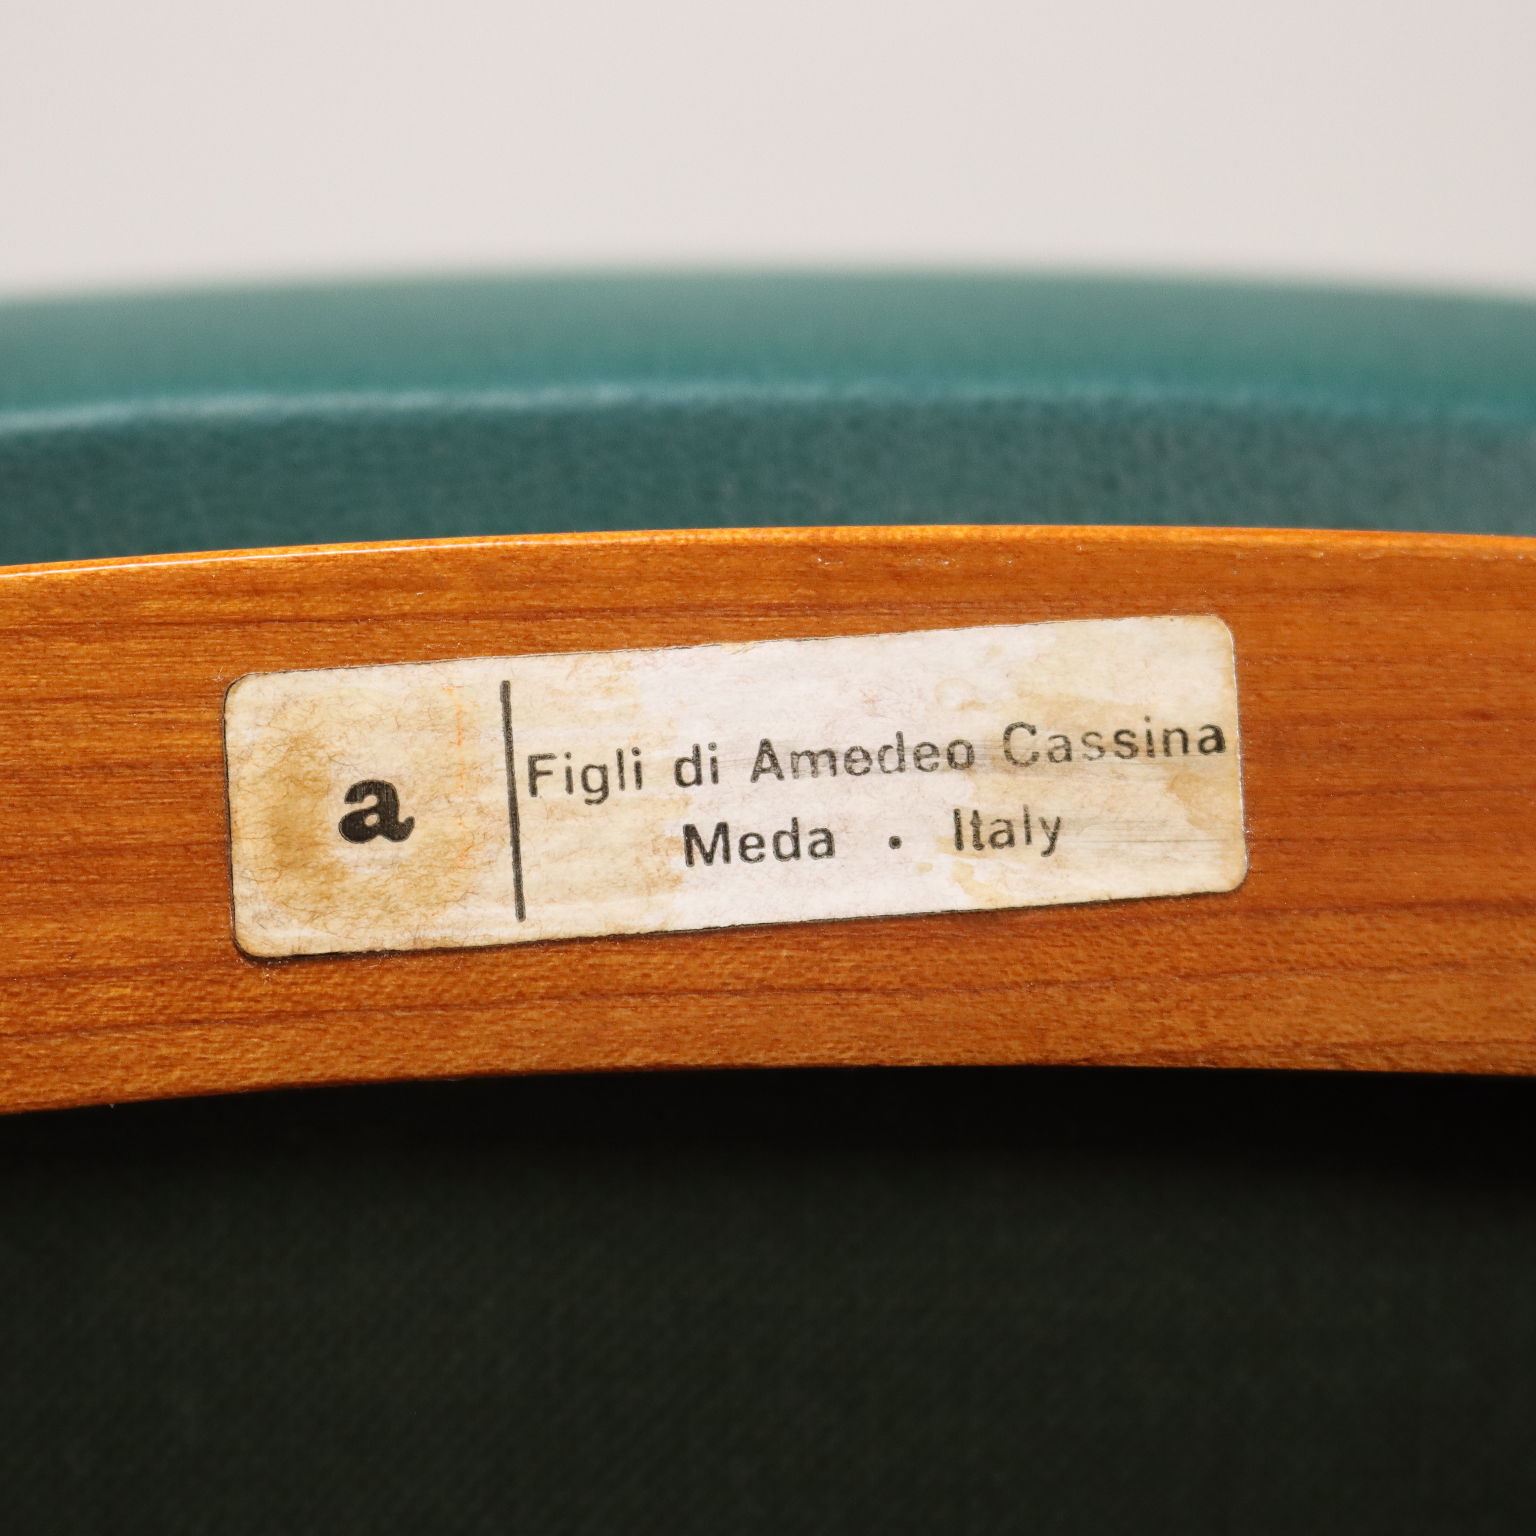 a
Figli di Amedeo Cassina
Meda • Italy